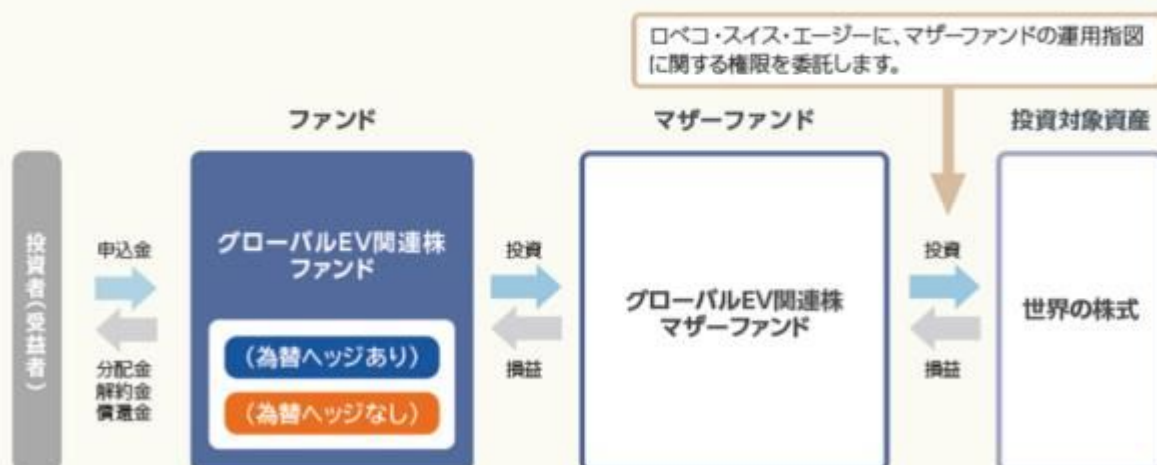 ロベコ・スイス・エージーに、マザーファンドの運用指図
に関する権限を委託します。
ファンド
マザーファンド
投資対象資産
投資者(受益者)
申込金
分配金
解約金
償還金
グローバルEV関連株
ファンド
(為替ヘッジあり)
(為替ヘッジなし)
投資
損益
グローバルEV関連株
マザーファンド
投資
損益
世界の株式